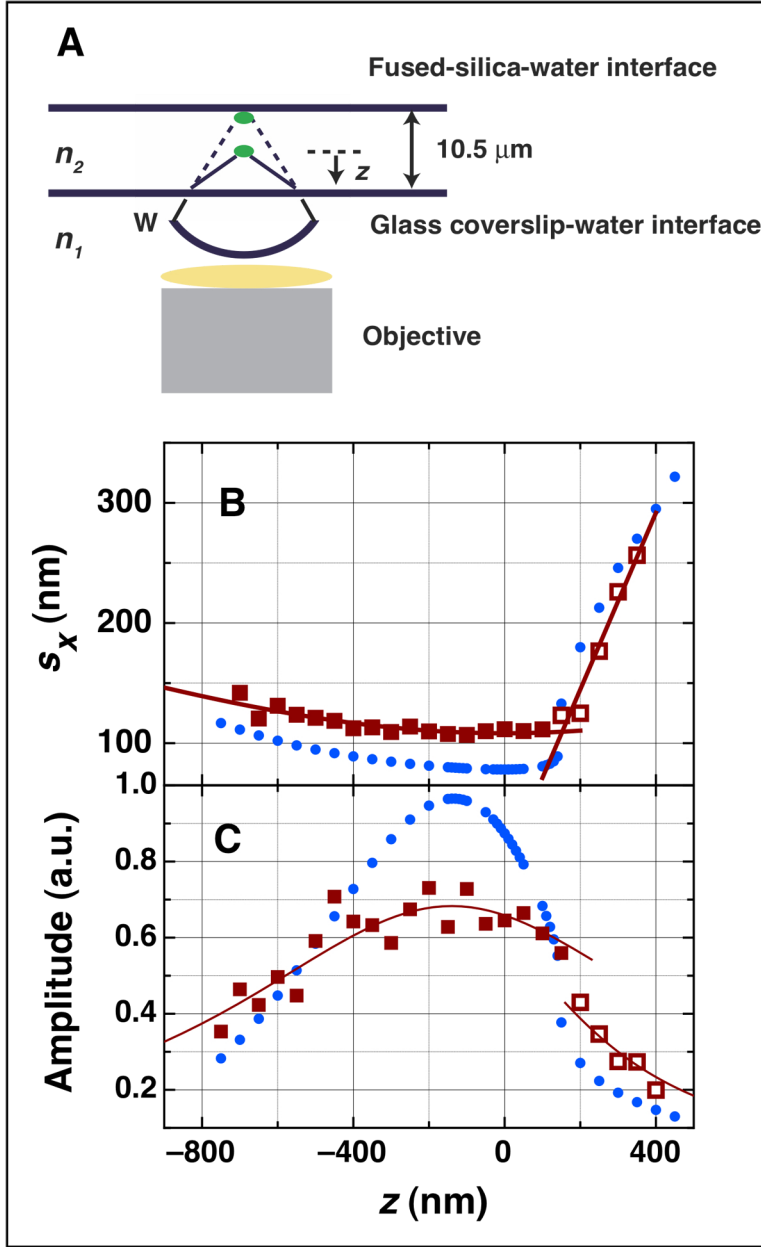 A
Fused-silica-water interface
n2
10.5 μm
z
W
Glass coverslip-water interface
n1
Objective
B
300
200
100
sx (nm)
1.0
C
0.8
0.6
0.4
0.2
Amplitude (a.u.)
−800
−400
0
400
z (nm)